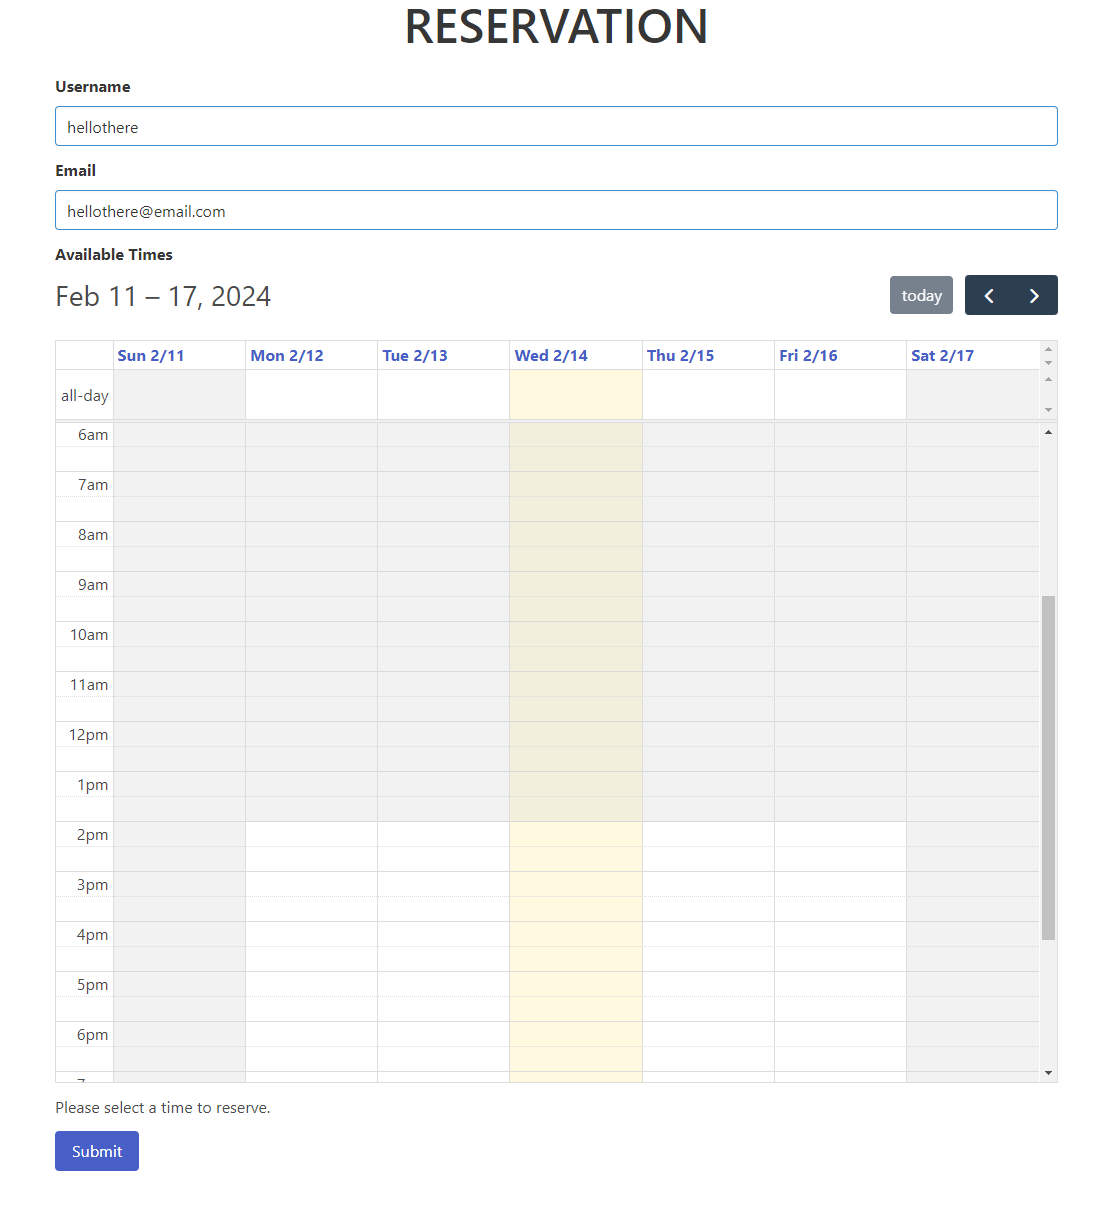 RESERVATION
Username
hellothere
Email
hellothere@email.com
Available Times
Feb 11 – 17, 2024
today
Sun 2/11 Mon 2/12 Tue 2/13 Wed 2/14 Thu 2/15 Fri 2/16 Sat 2/17
all-day
6am
7am
8am
9am
10am
11am
12pm
1pm
2pm
3pm
4pm
5pm
6pm
Please select a time to reserve.
Submit